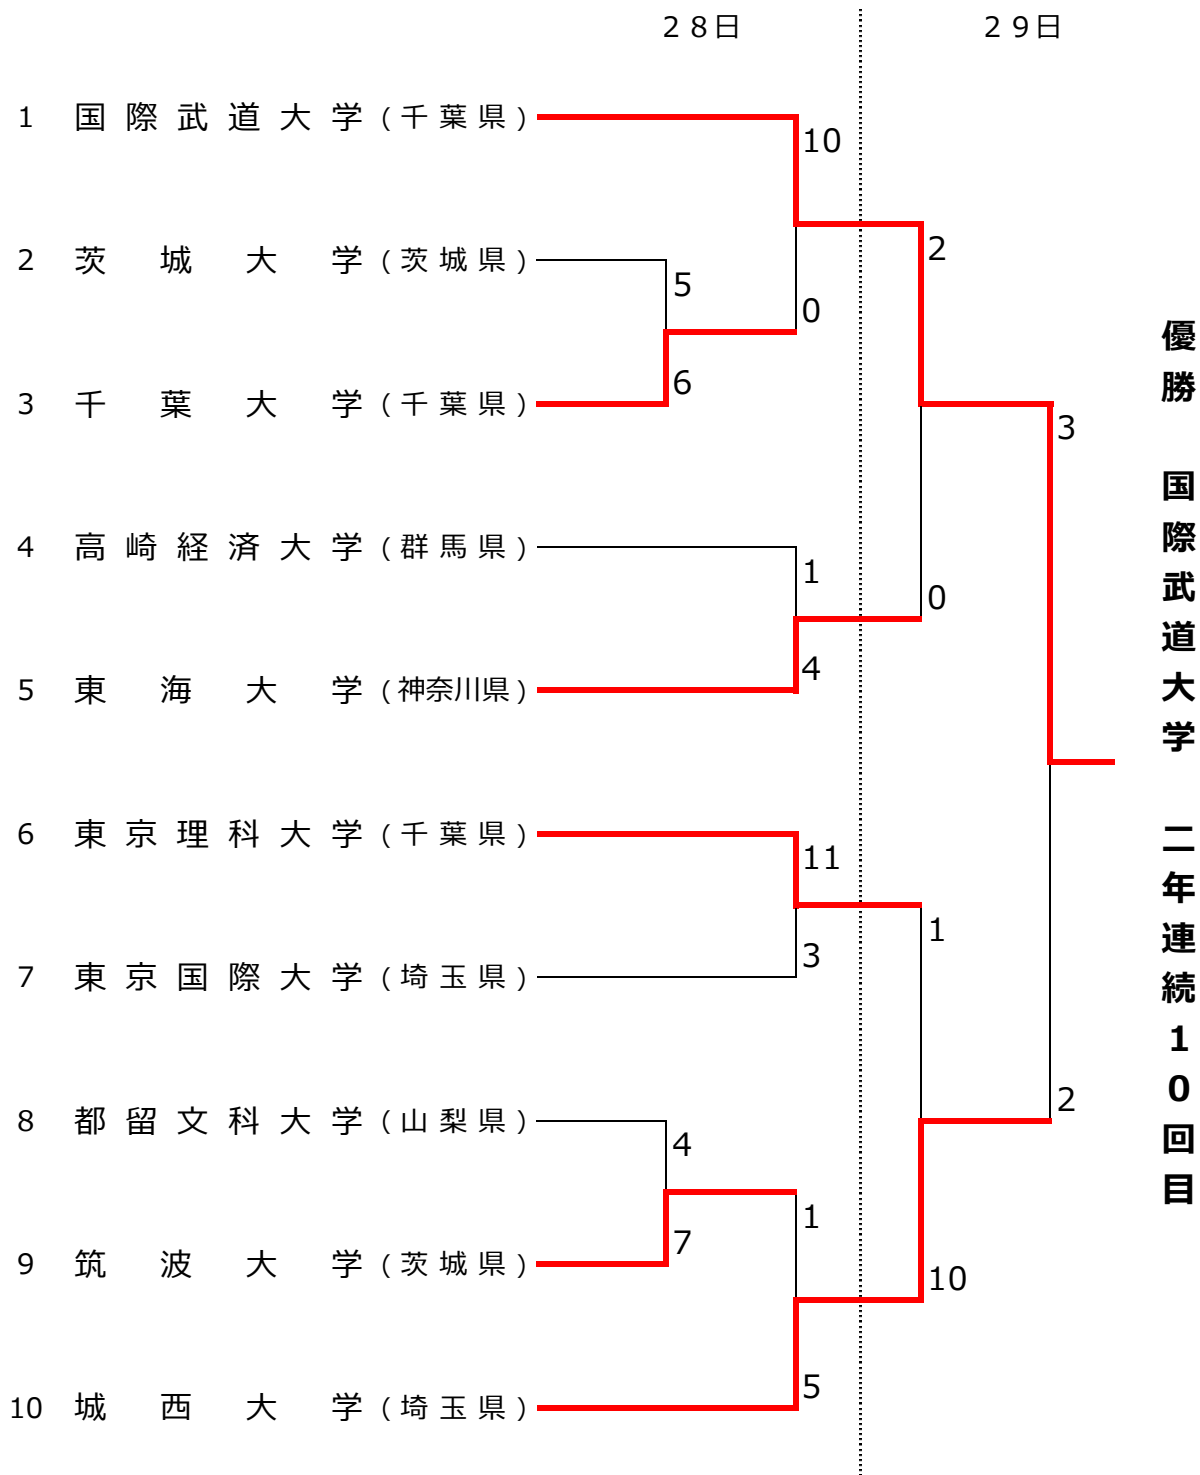 ２８日 ２９日
1 国際武道大学(千葉県)
10
2
2 茨城大学(茨城県)
5
0
6
3 千葉大学(千葉県)
3
4 高崎経済大学(群馬県)
1
0
4
5 東海大学(神奈川県)
6 東京理科大学(千葉県)
11
1
3
7 東京国際大学(埼玉県)
2
8 都留文科大学(山梨県)
4
1
7
9 筑波大学(茨城県)
10
5
10 城西大学(埼玉県)
優勝 国際武道大学 二年連続10回目